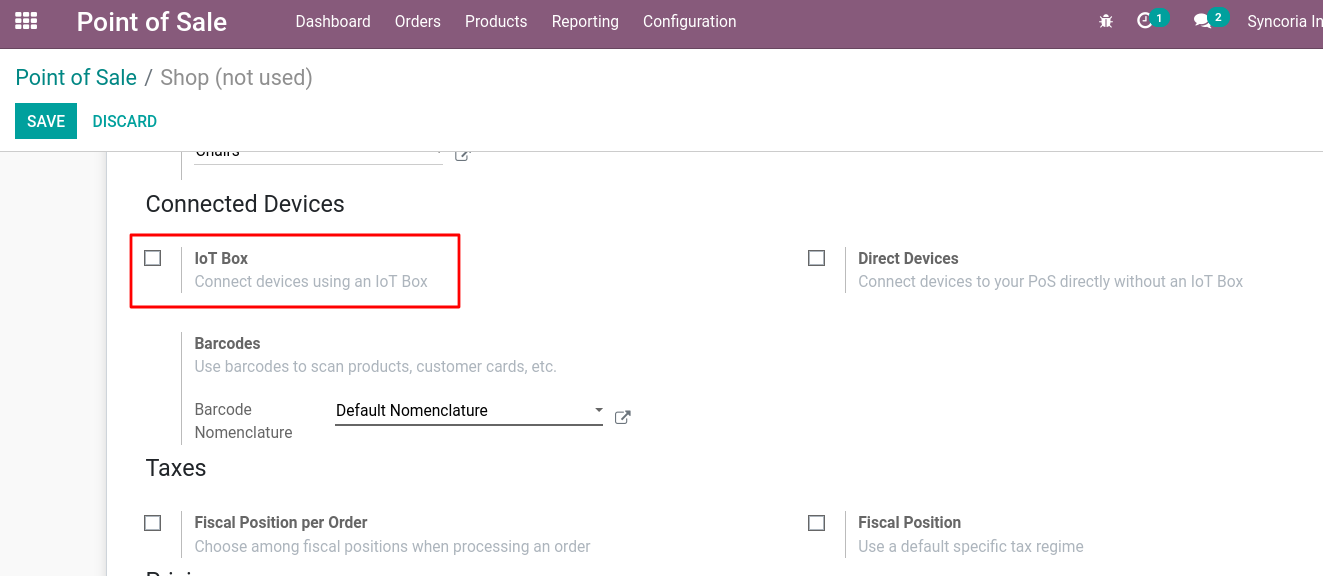 Point of Sale Dashboard Orders Products Reporting Configuration 1 2 Syncoria In
Point of Sale / Shop (not used)
SAVE DISCARD
Chairs
Connected Devices
IoT Box Direct Devices
Connect devices using an IoT Box Connect devices to your PoS directly without an IoT Box
Barcodes
Use barcodes to scan products, customer cards, etc.
Barcode Default Nomenclature
Nomenclature
Taxes
Fiscal Position per Order Fiscal Position
Choose among fiscal positions when processing an order Use a default specific tax regime